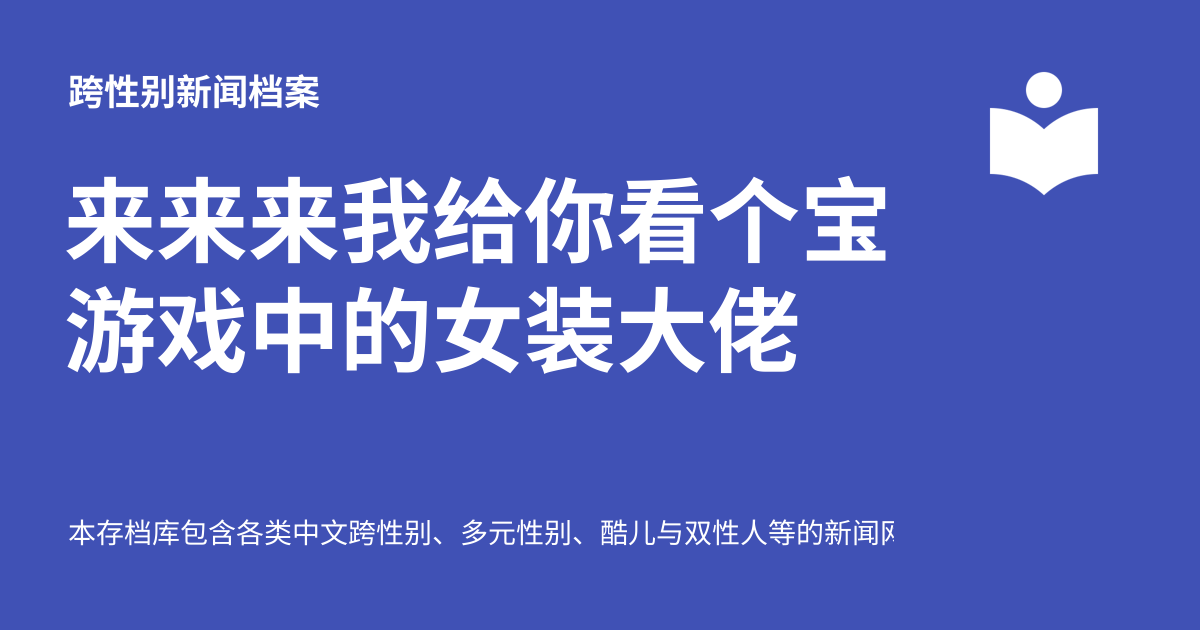 跨性别新闻档案
来来来我给你看个宝
游戏中的女装大佬
本存档库包含各类中文跨性别、多元性别、酷儿与双性人等的新闻